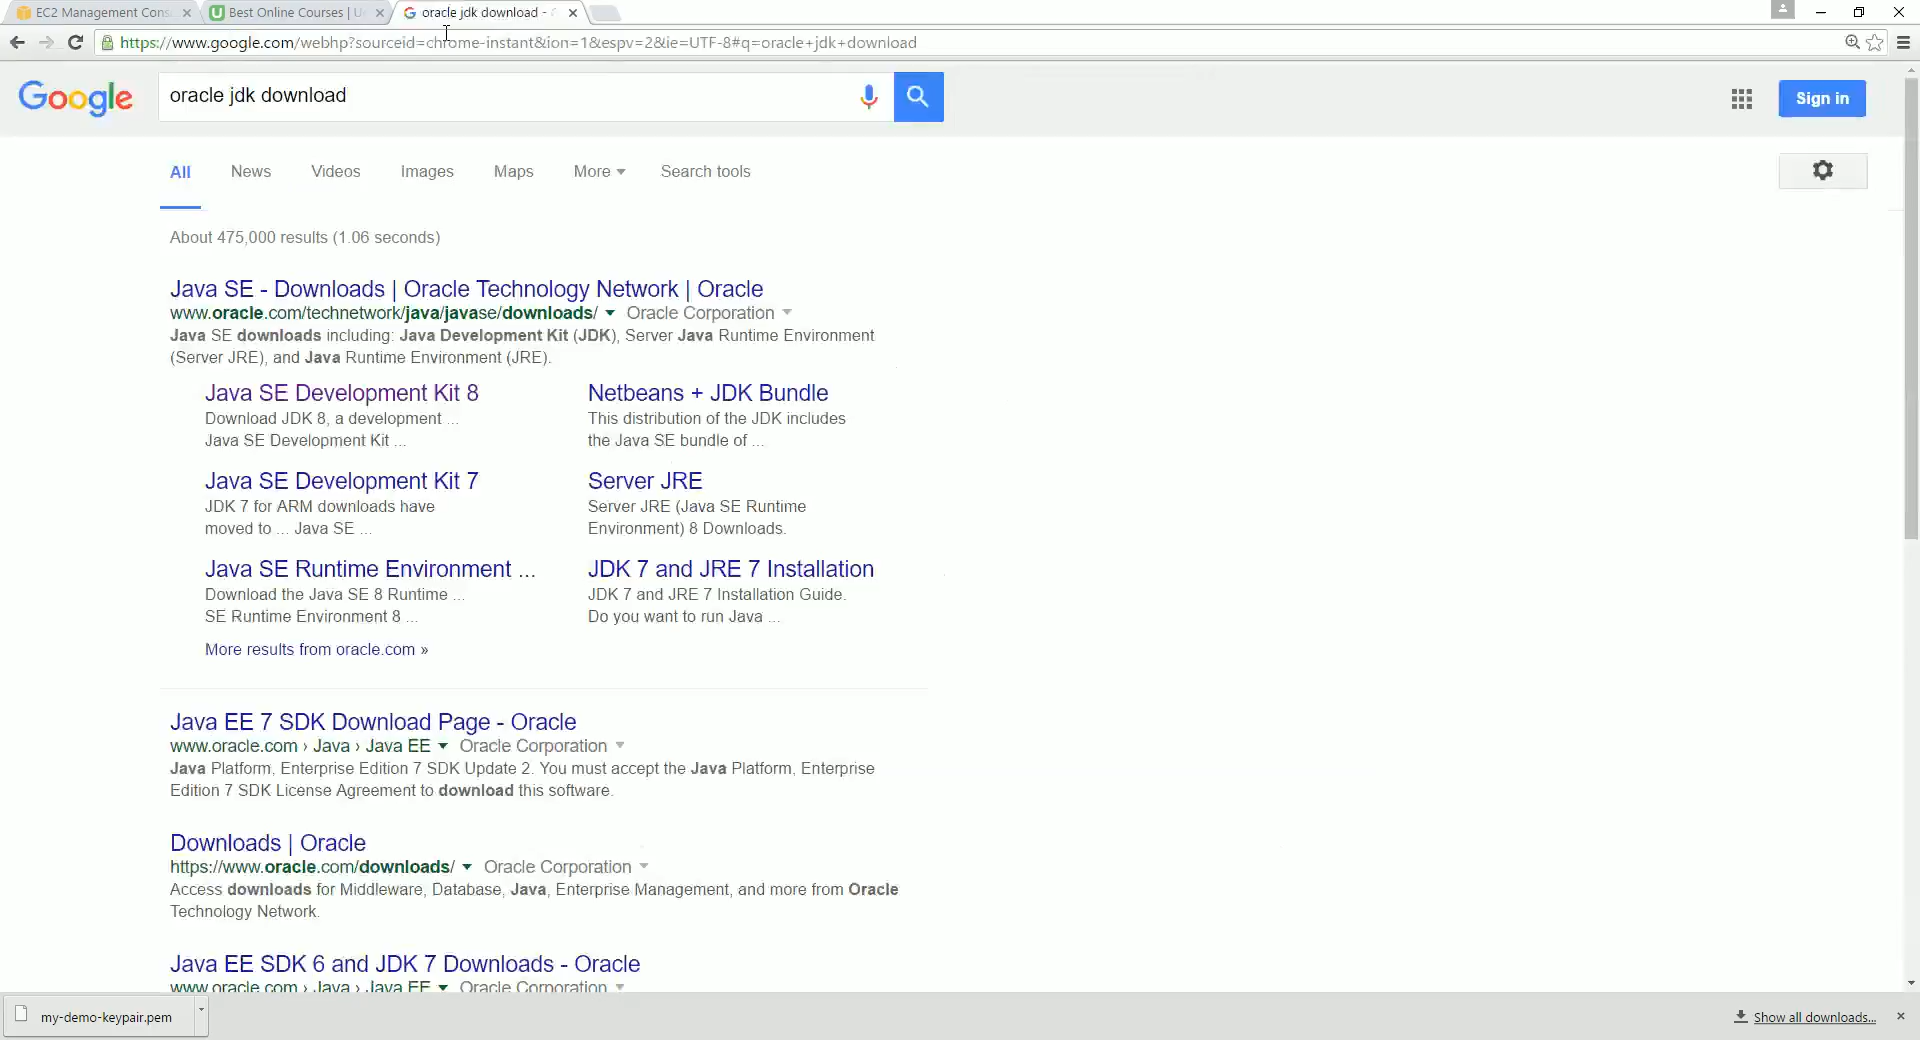 EC2 Management Cons
Best Online Courses | U
oracle jdk download -
https://www.google.com/webhp?sourceid=chrome-instant&ion=1&espv=2&ie=UTF-8#q=oracle+jdk+download
Google
oracle jdk download
Sign in
All News Videos Images Maps More Search tools
About 475,000 results (1.06 seconds)
Java SE - Downloads | Oracle Technology Network | Oracle
www.oracle.com/technetwork/java/javase/downloads/ Oracle Corporation
Java SE downloads including: Java Development Kit (JDK), Server Java Runtime Environment
(Server JRE), and Java Runtime Environment (JRE).
Java SE Development Kit 8
Download JDK 8, a development ...
Java SE Development Kit ...
Netbeans + JDK Bundle
This distribution of the JDK includes
the Java SE bundle of ...
Java SE Development Kit 7
JDK 7 for ARM downloads have
moved to ... Java SE ...
Server JRE
Server JRE (Java SE Runtime
Environment) 8 Downloads.
Java SE Runtime Environment ...
Download the Java SE 8 Runtime ...
SE Runtime Environment 8 ...
JDK 7 and JRE 7 Installation
JDK 7 and JRE 7 Installation Guide.
Do you want to run Java ...
More results from oracle.com »
Java EE 7 SDK Download Page - Oracle
www.oracle.com › Java › Java EE Oracle Corporation
Java Platform, Enterprise Edition 7 SDK Update 2. You must accept the Java Platform, Enterprise
Edition 7 SDK License Agreement to download this software.
Downloads | Oracle
https://www.oracle.com/downloads/ Oracle Corporation
Access downloads for Middleware, Database, Java, Enterprise Management, and more from Oracle
Technology Network.
Java EE SDK 6 and JDK 7 Downloads - Oracle
www.oracle.com › Java › Java EE Oracle Corporation
my-demo-keypair.pem
Show all downloads...